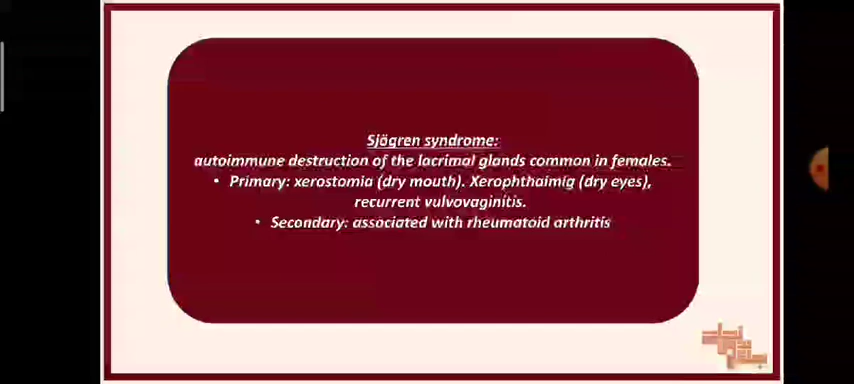 Sjögren syndrome:
autoimmune destruction of the lacrimal glands common in females.
• Primary: xerostomia (dry mouth). Xerophthaimig (dry eyes),
recurrent vulvovaginitis.
• Secondary: associated with rheumatoid arthritis